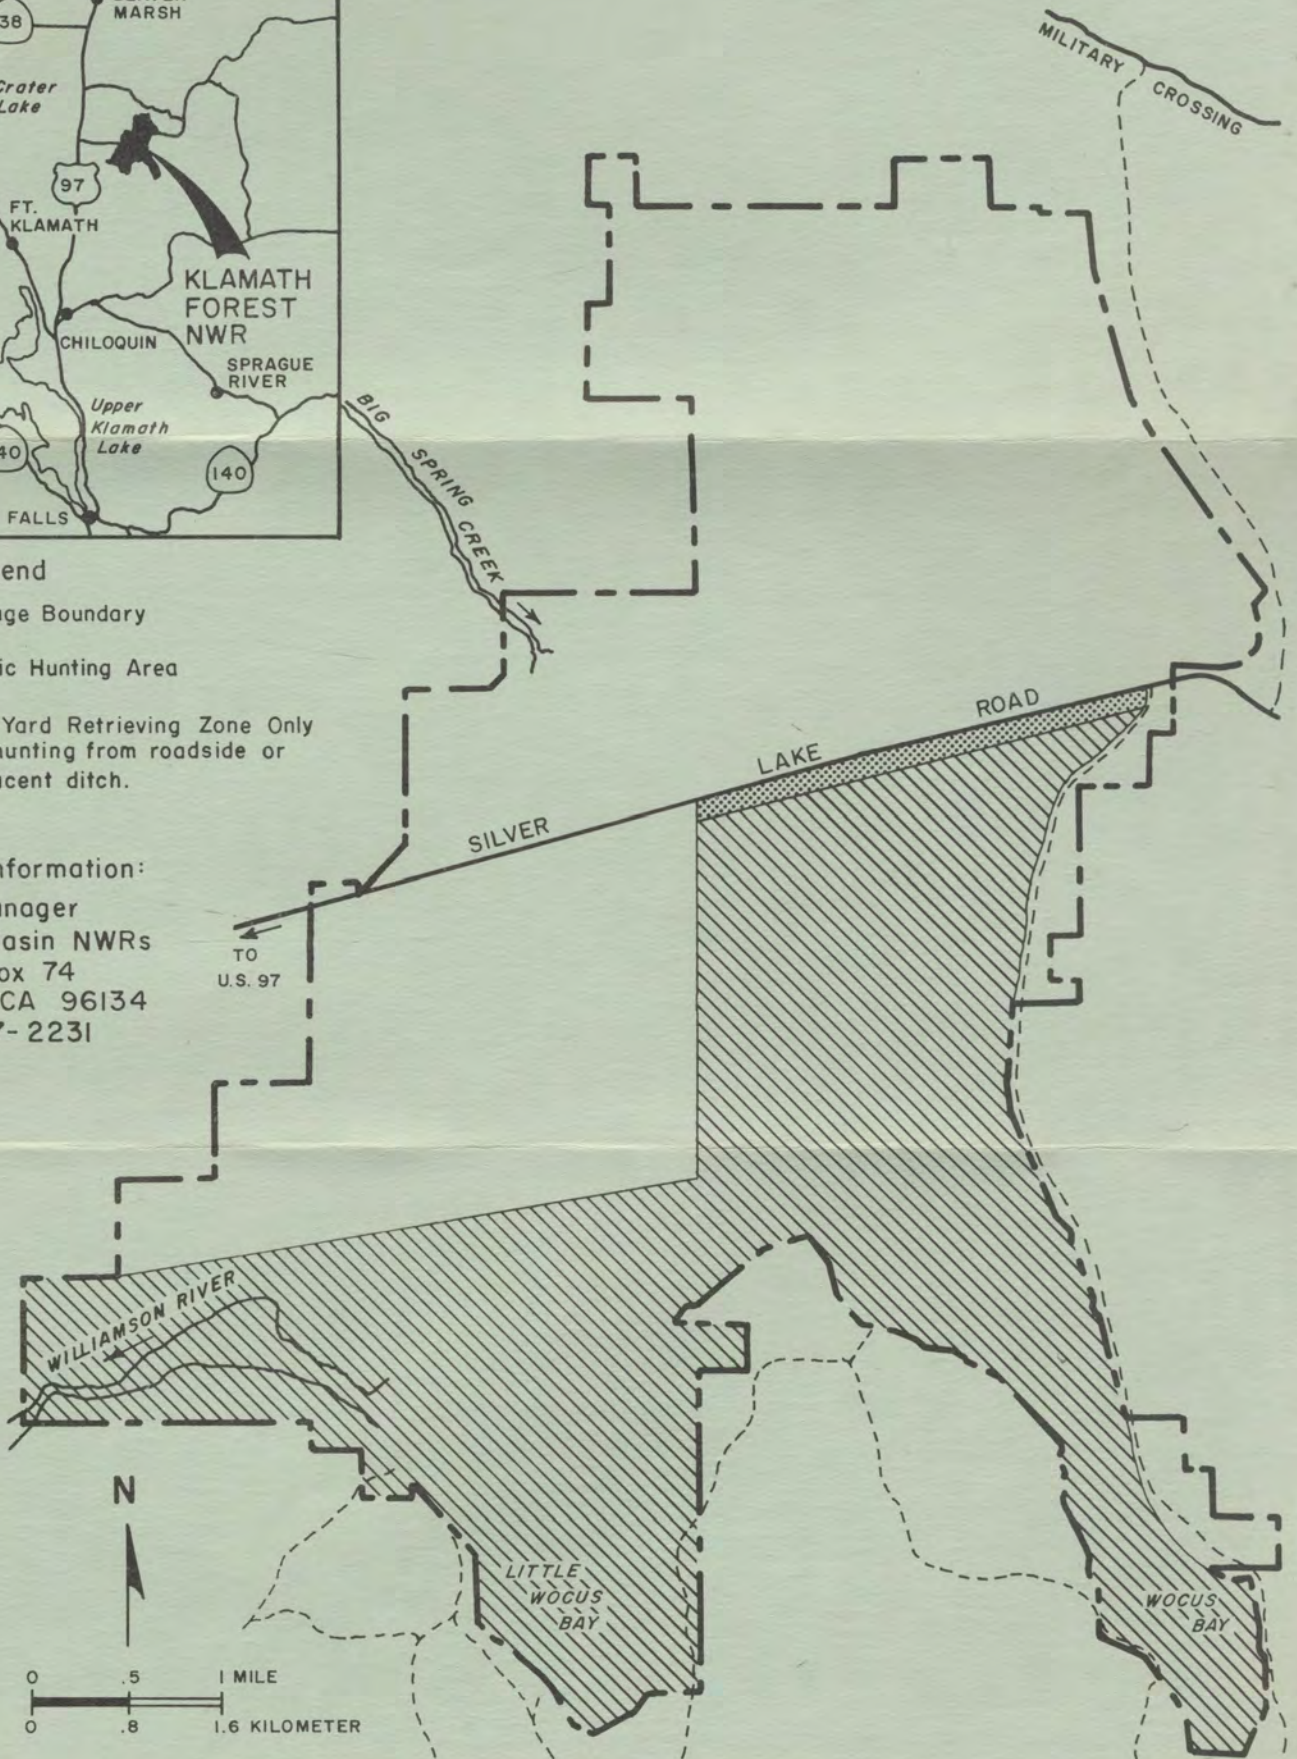 38
MARSH
Crater
Lake
97
FT.
KLAMATH
KLAMATH
FOREST
NWR
CHILOQUIN
SPRAGUE
RIVER
Upper
Klamath
Lake
40
140
FALLS
MILITARY CROSSING
BIG SPRING CREEK
end
ge Boundary
ic Hunting Area
Yard Retrieving Zone Only
hunting from roadside or
cent ditch.
nformation:
nager
asin NWRs
ox 74
CA 96134
7-2231
SILVER LAKE ROAD
TO
U.S. 97
WILLIAMSON RIVER
N
LITTLE
WOCUS
BAY
WOCUS
BAY
0 .5 1 MILE
0 .8 1.6 KILOMETER